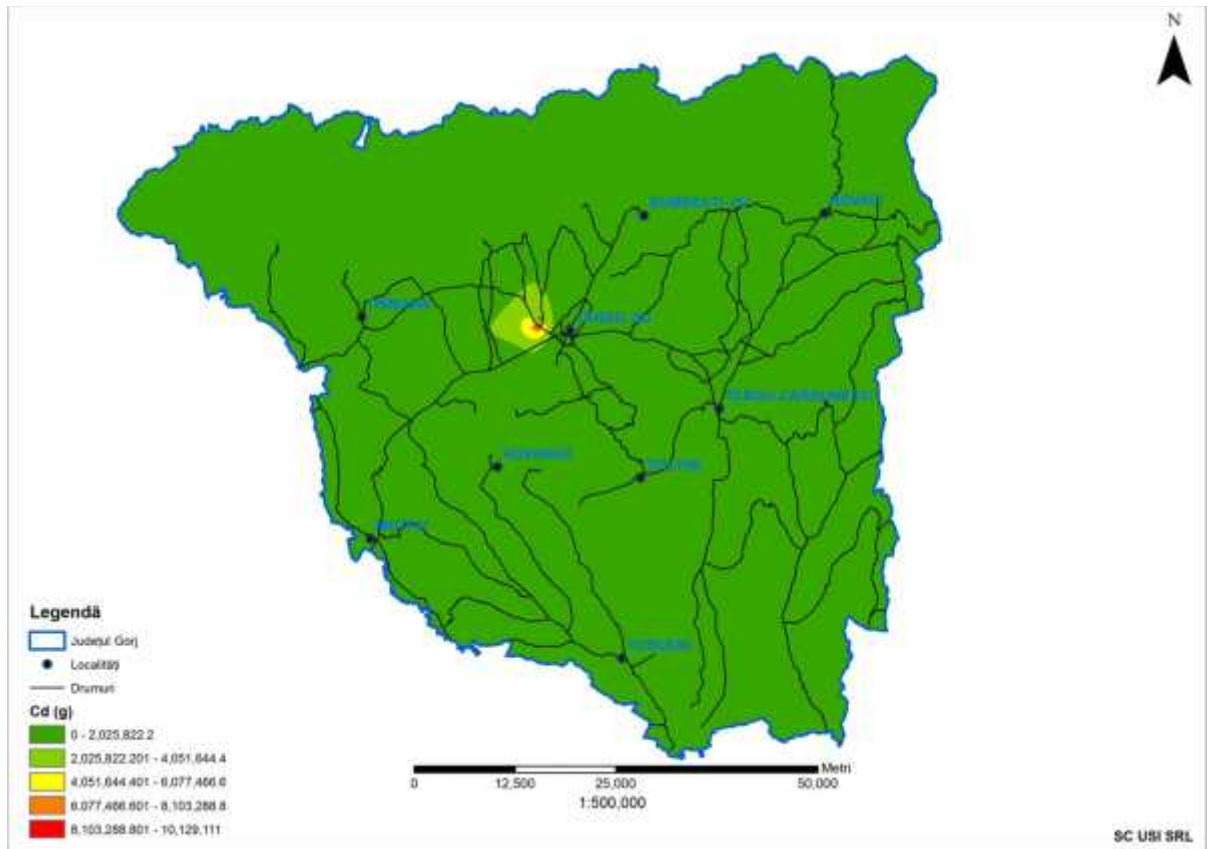 N
NOVACI
TURCENI
Legendă
Județul Gorj
Localități
Drumuri
Cd (g)
0 - 2,025,822.2
2,025,822.201 - 4,051,644.4
4,051,644.401 - 6,077,466.6
6,077,466.601 - 8,103,288.8
8,103,288.801 - 10,129,111
Metri
0 12,500 25,000 50,000
1:500,000
SC USI SRL